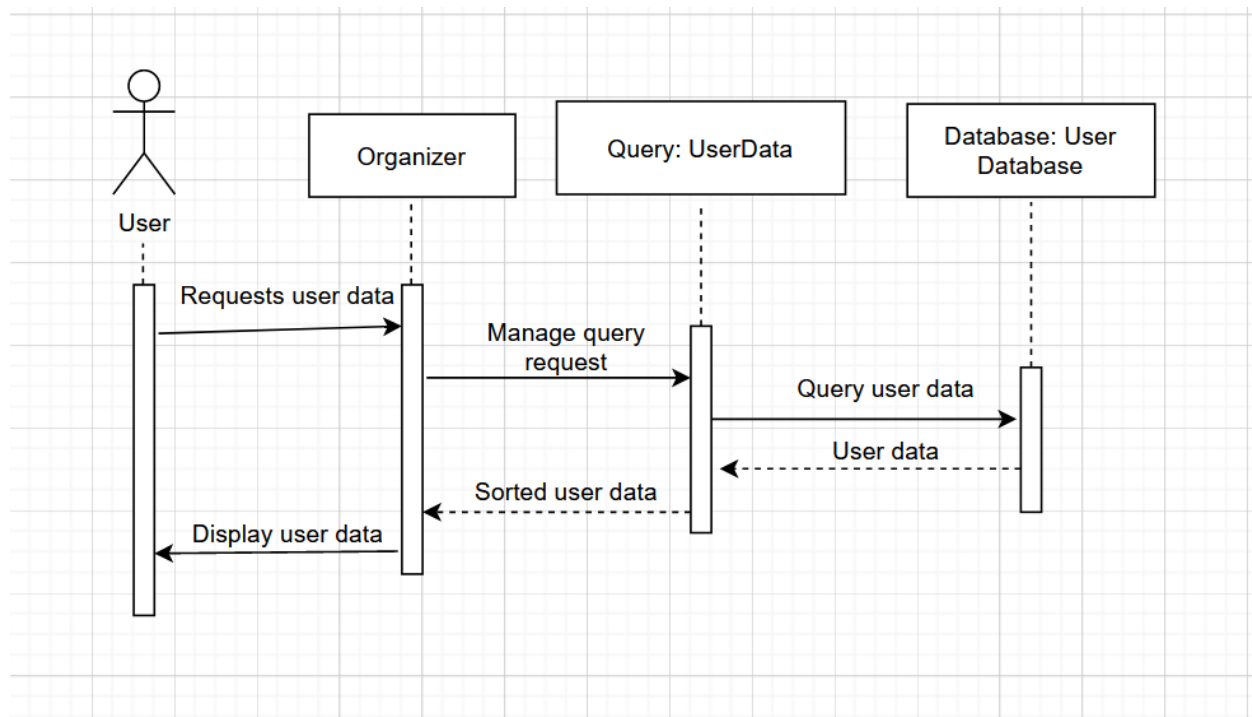 Organizer
Query: UserData
Database: User
Database
User
Requests user data
Manage query
request
Query user data
User data
Sorted user data
Display user data